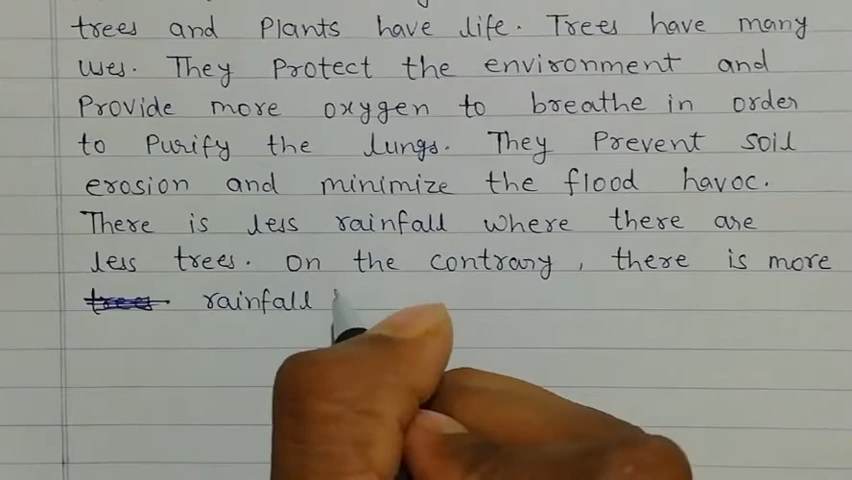 trees and Plants have life. Trees have many
uses. They Protect the environment and
Provide more oxygen to breathe in order
to Purify the lungs. They Prevent soil
erosion and minimize the flood havoc.
There is less rainfall where there are
less trees. On the contrary, there is more
trees. rainfall